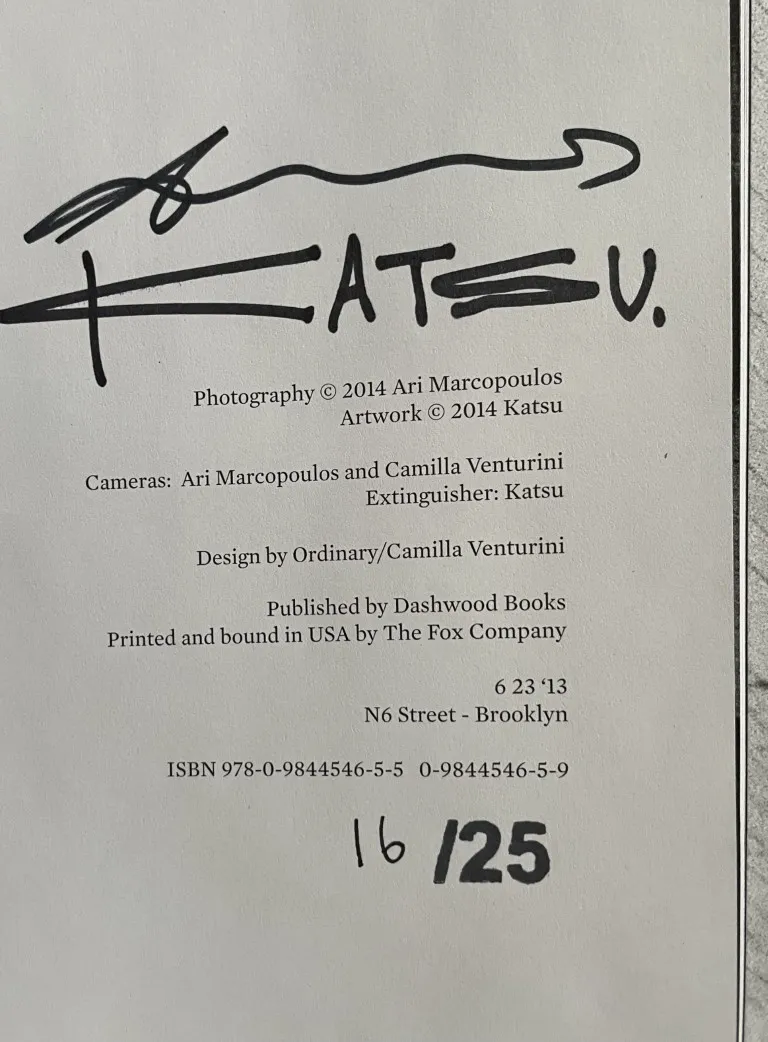 KATSU.
Photography © 2014 Ari Marcopoulos
Artwork © 2014 Katsu
Cameras: Ari Marcopoulos and Camilla Venturini
Extinguisher: Katsu
Design by Ordinary/Camilla Venturini
Published by Dashwood Books
Printed and bound in USA by The Fox Company
6 23 ‘13
N6 Street - Brooklyn
ISBN 978-0-9844546-5-5 0-9844546-5-9
16 /25